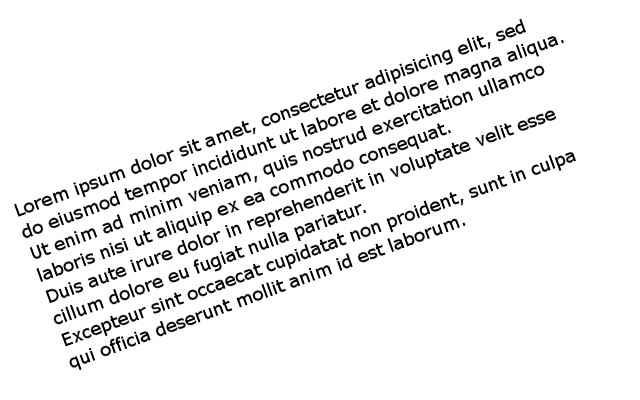 Lorem ipsum dolor sit amet, consectetur adipisicing elit, sed
do eiusmod tempor incididunt ut labore et dolore magna aliqua.
Ut enim ad minim veniam, quis nostrud exercitation ullamco
laboris nisi ut aliquip ex ea commodo consequat.
Duis aute irure dolor in reprehenderit in voluptate velit esse
cillum dolore eu fugiat nulla pariatur.
Excepteur sint occaecat cupidatat non proident, sunt in culpa
qui officia deserunt mollit anim id est laborum.